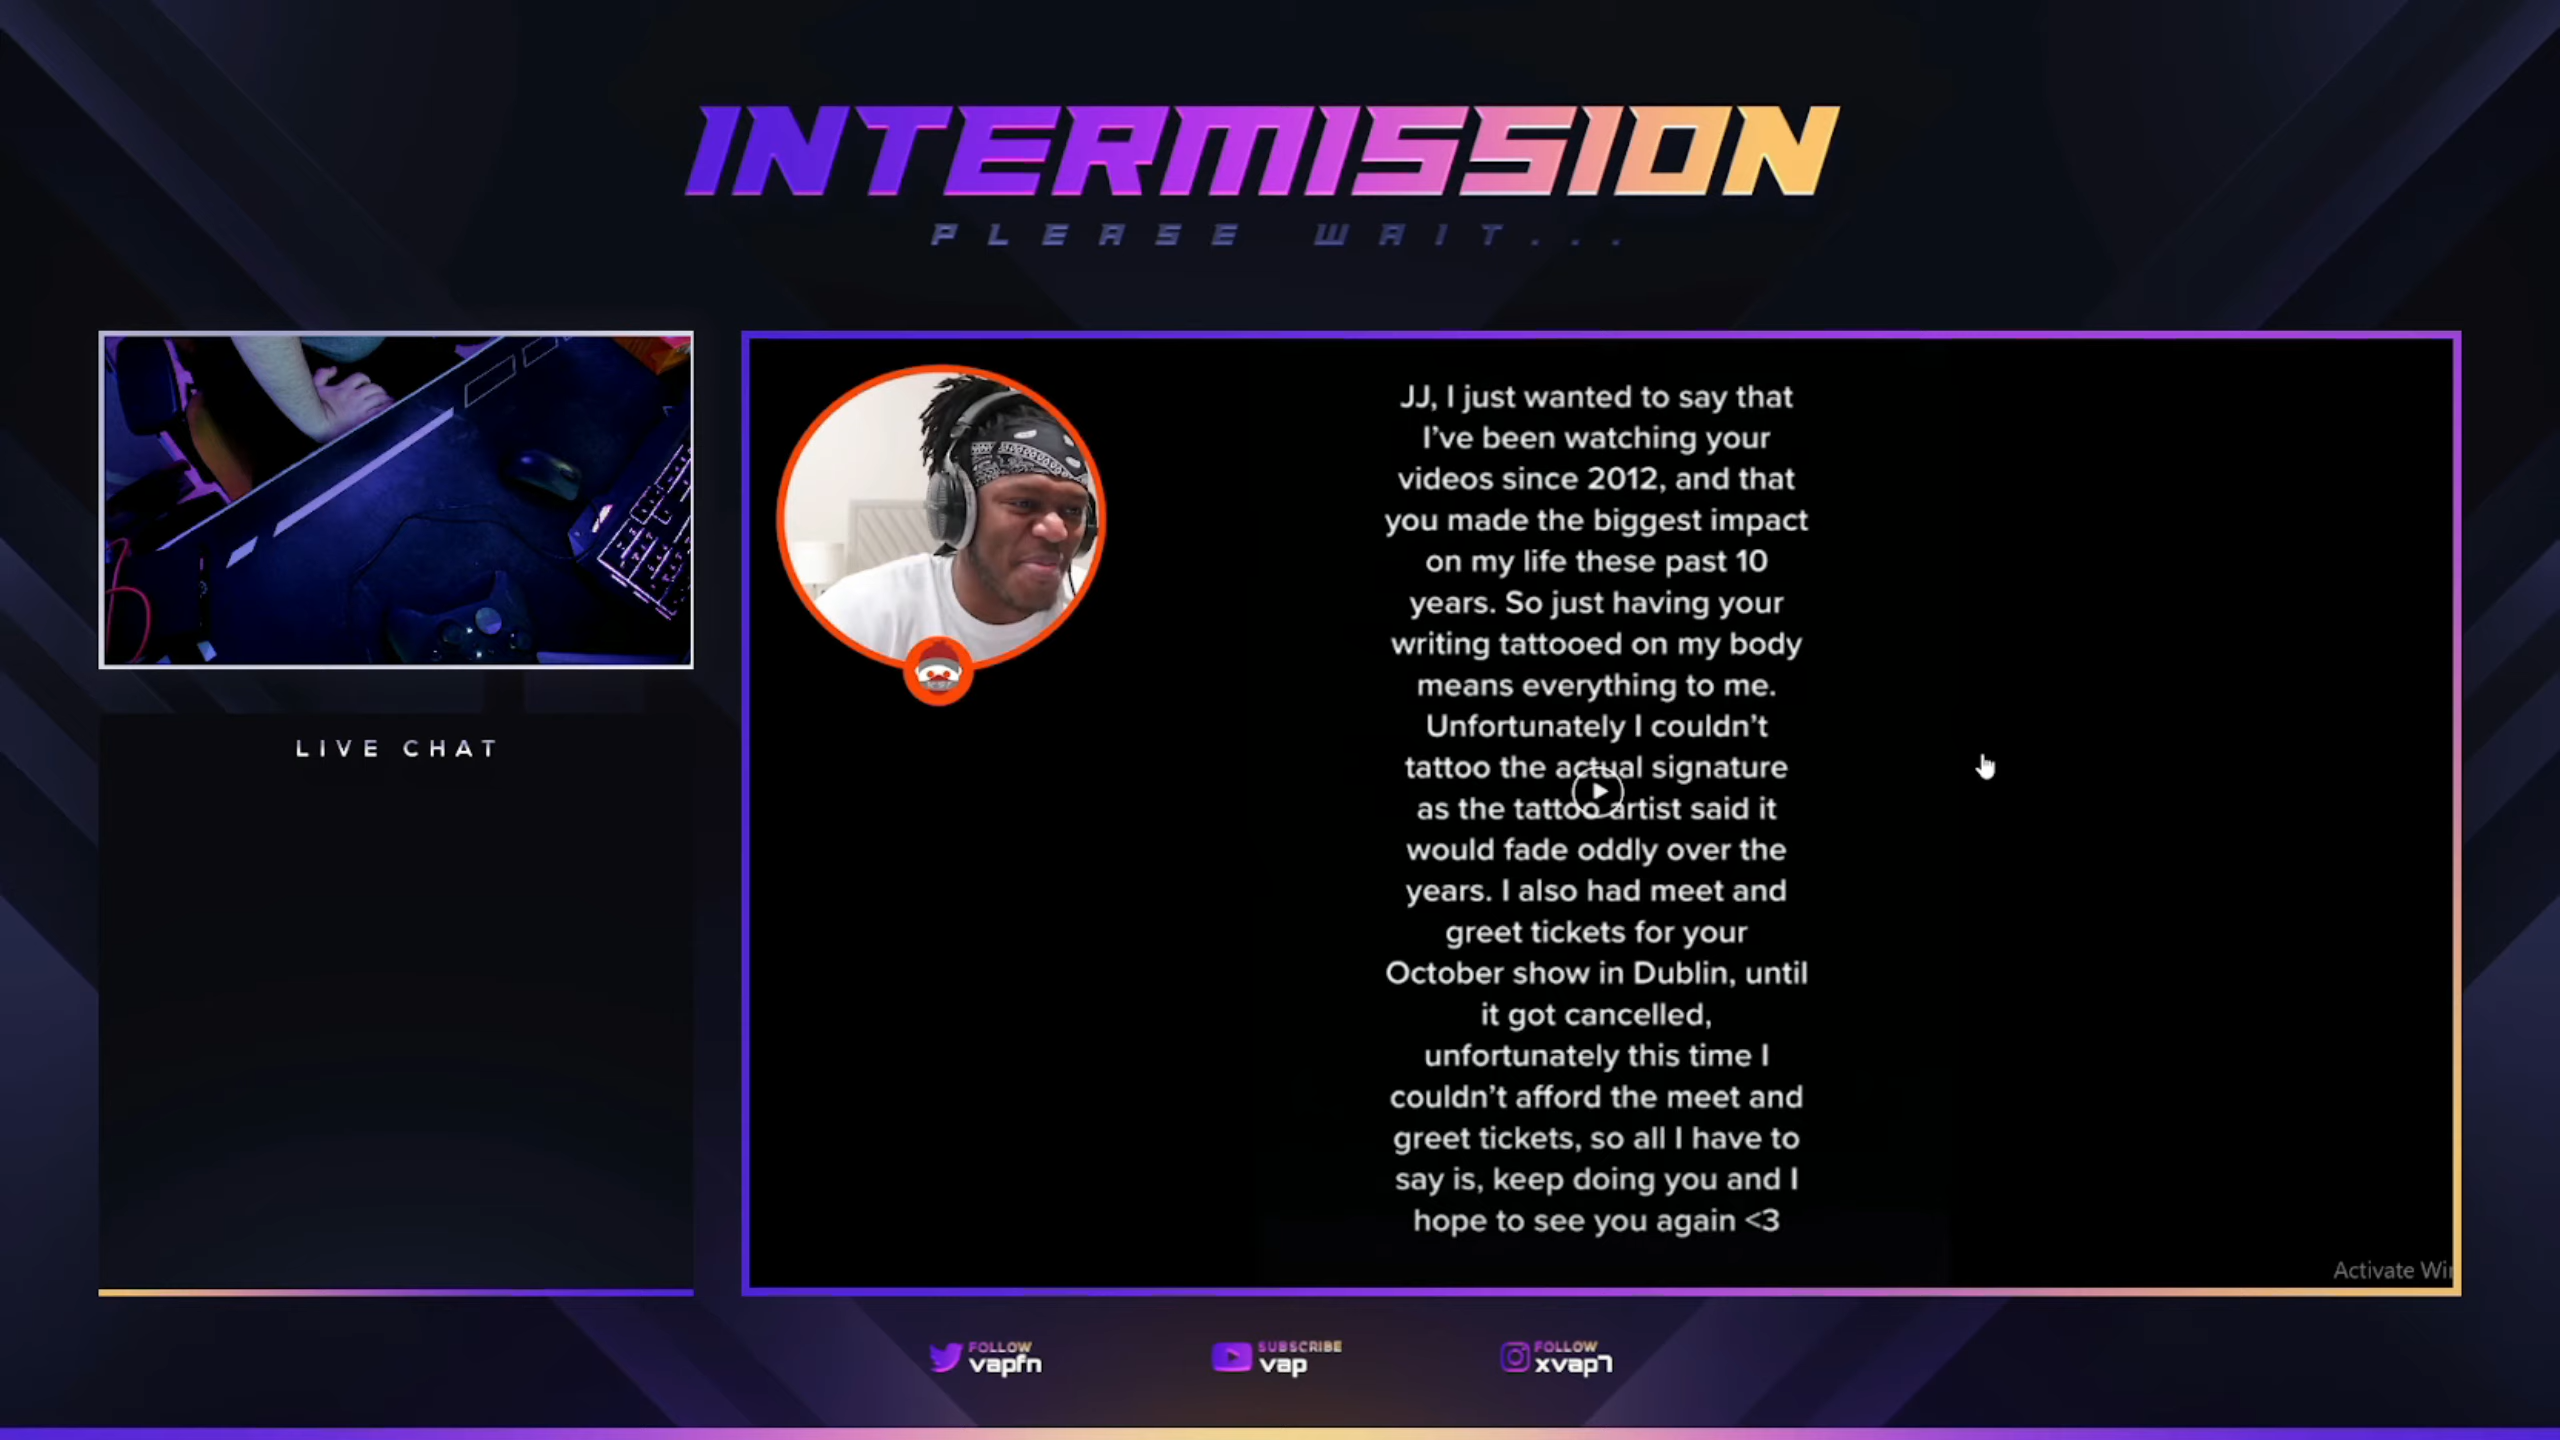 INTERMISSION
PLEASE WAIT...
LIVE CHAT
JJ, I just wanted to say that
I've been watching your
videos since 2012, and that
you made the biggest impact
on my life these past 10
years. So just having your
writing tattooed on my body
means everything to me.
Unfortunately I couldn't
tattoo the actual signature
as the tattoo artist said it
would fade oddly over the
years. I also had meet and
greet tickets for your
October show in Dublin, until
it got cancelled,
unfortunately this time I
couldn't afford the meet and
greet tickets, so all I have to
say is, keep doing you and I
hope to see you again <3
Activate Wi
FOLLOW
vapfn
SUBSCRIBE
vap
FOLLOW
xvap7